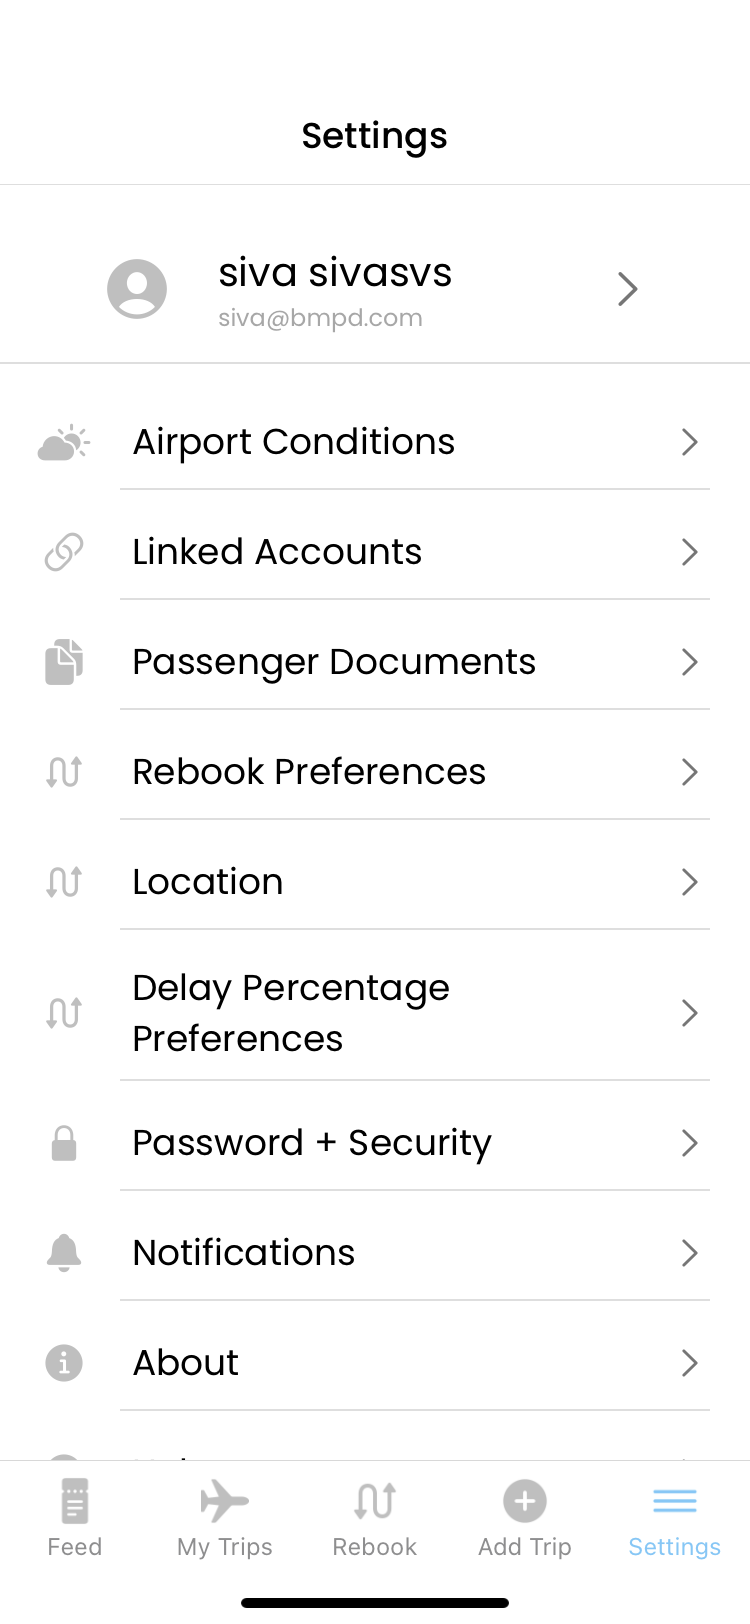 Settings
siva sivasvs
siva@bmpd.com
Airport Conditions
Linked Accounts
Passenger Documents
Rebook Preferences
Location
Delay Percentage
Preferences
Password + Security
Notifications
About
Feed
My Trips
Rebook
Add Trip
Settings